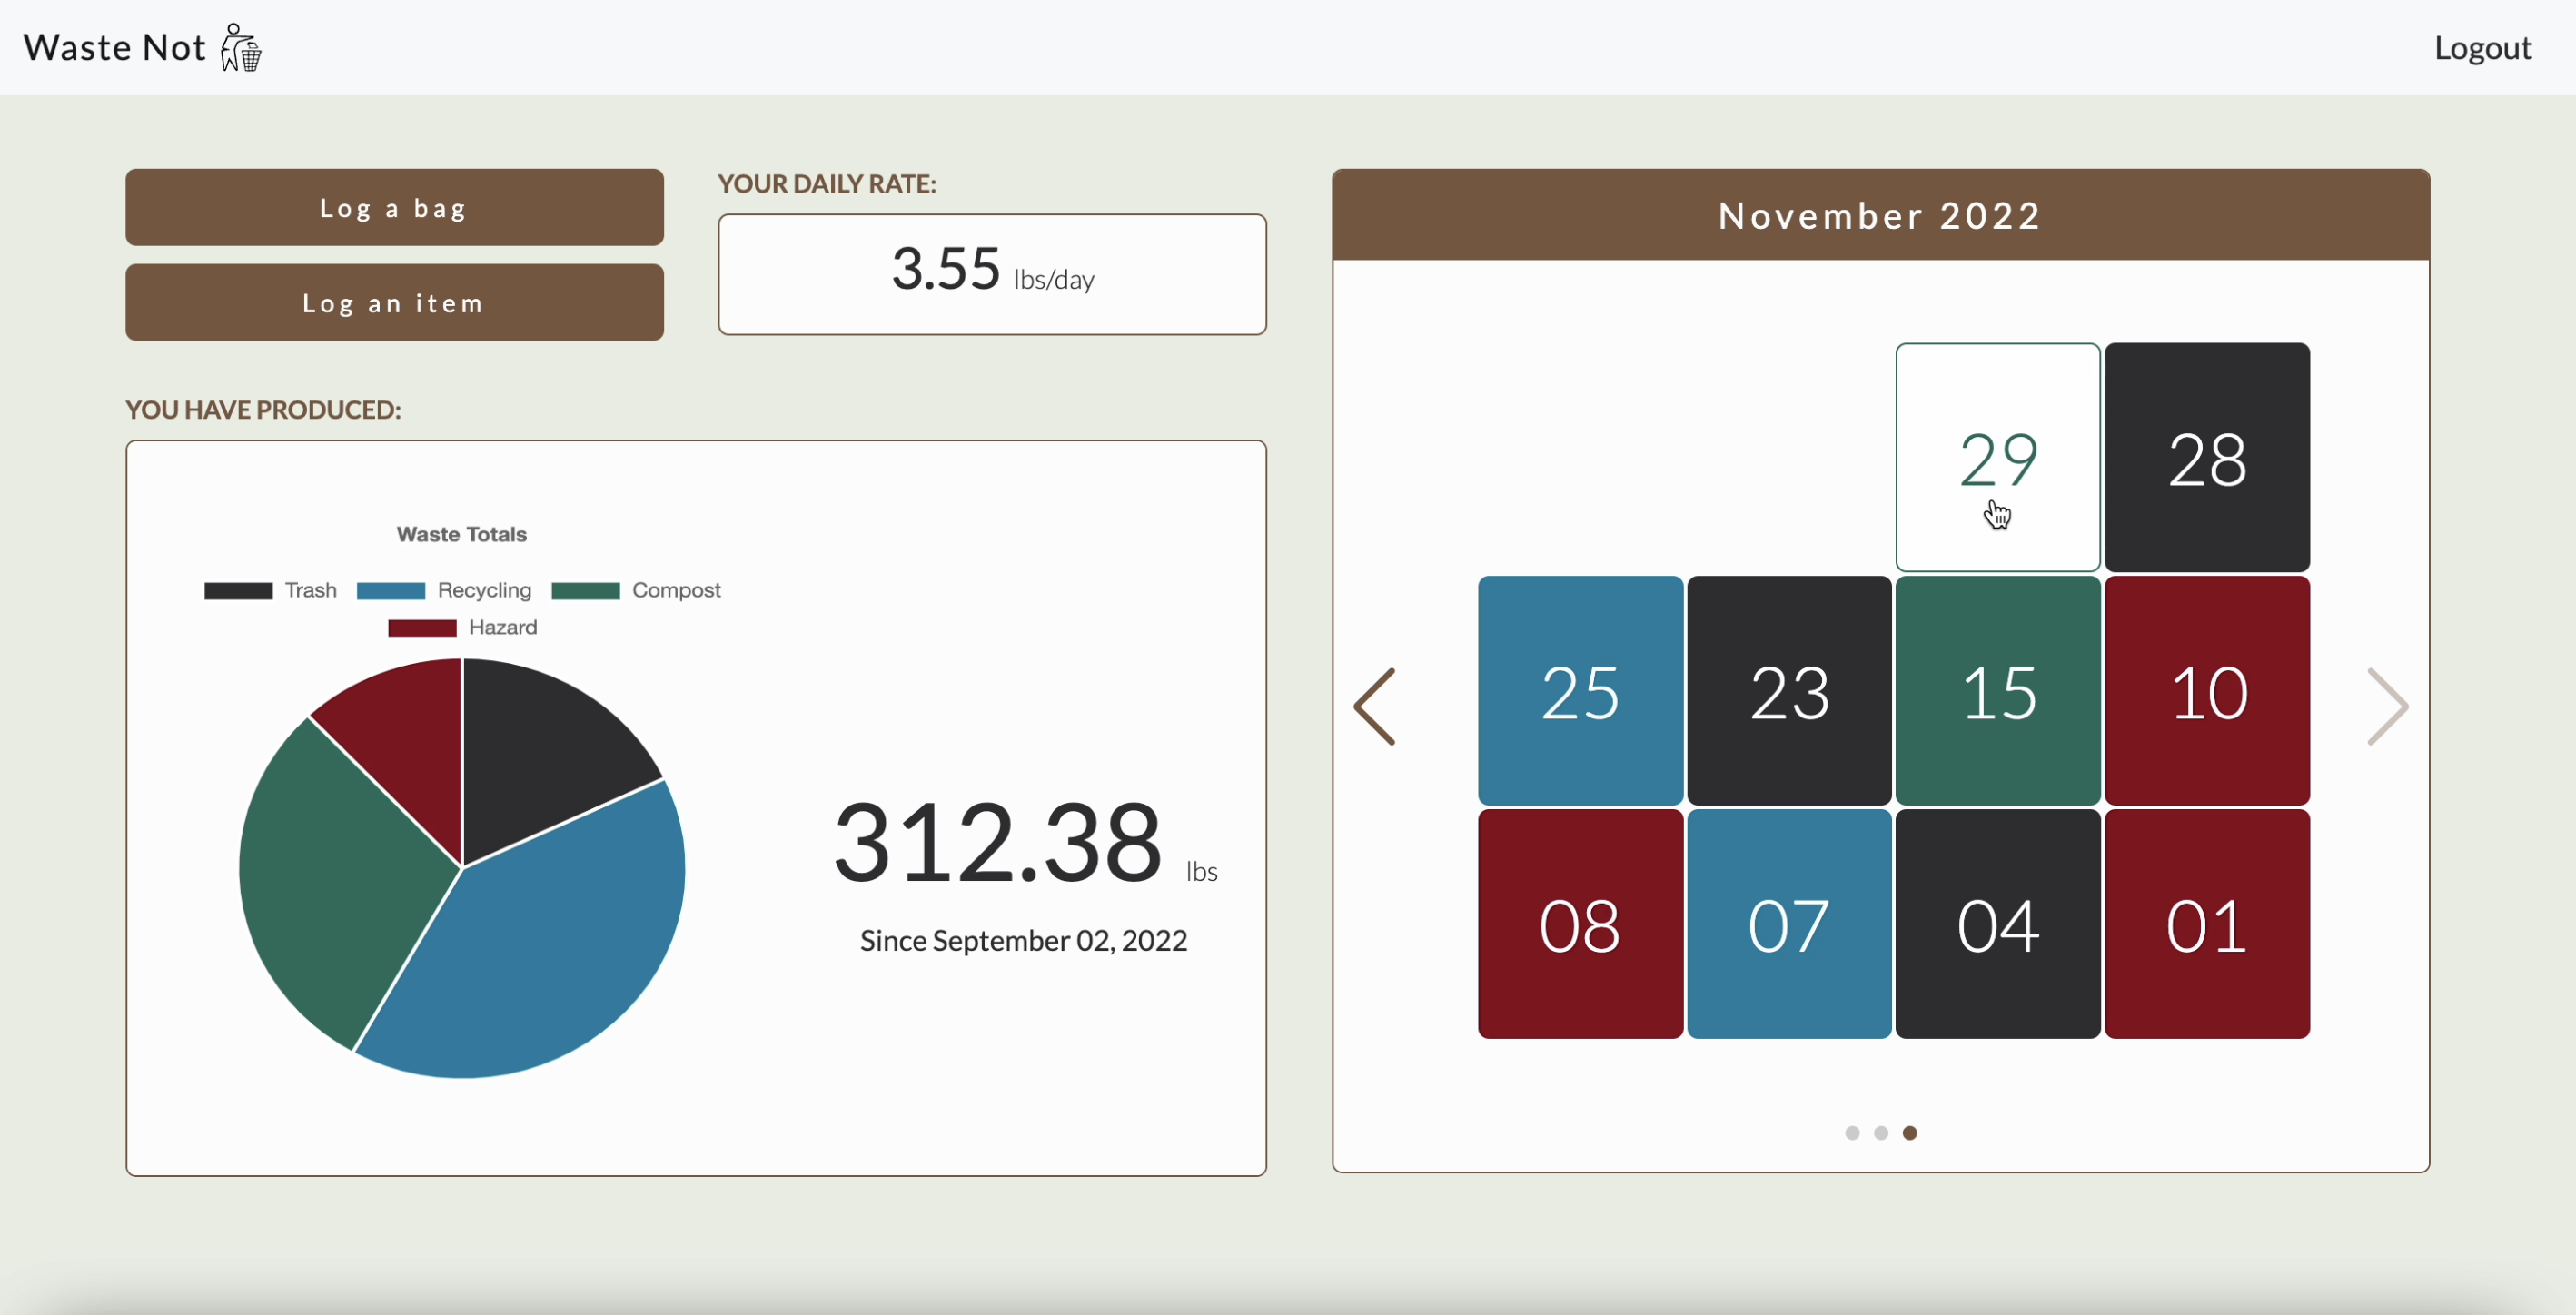 Waste Not
Logout
Log a bag
Log an item
YOUR DAILY RATE:
3.55 lbs/day
YOU HAVE PRODUCED:
Waste Totals
Trash Recycling Compost
Hazard
312.38 lbs
Since September 02, 2022
November 2022
29 28
25 23 15 10
08 07 04 01